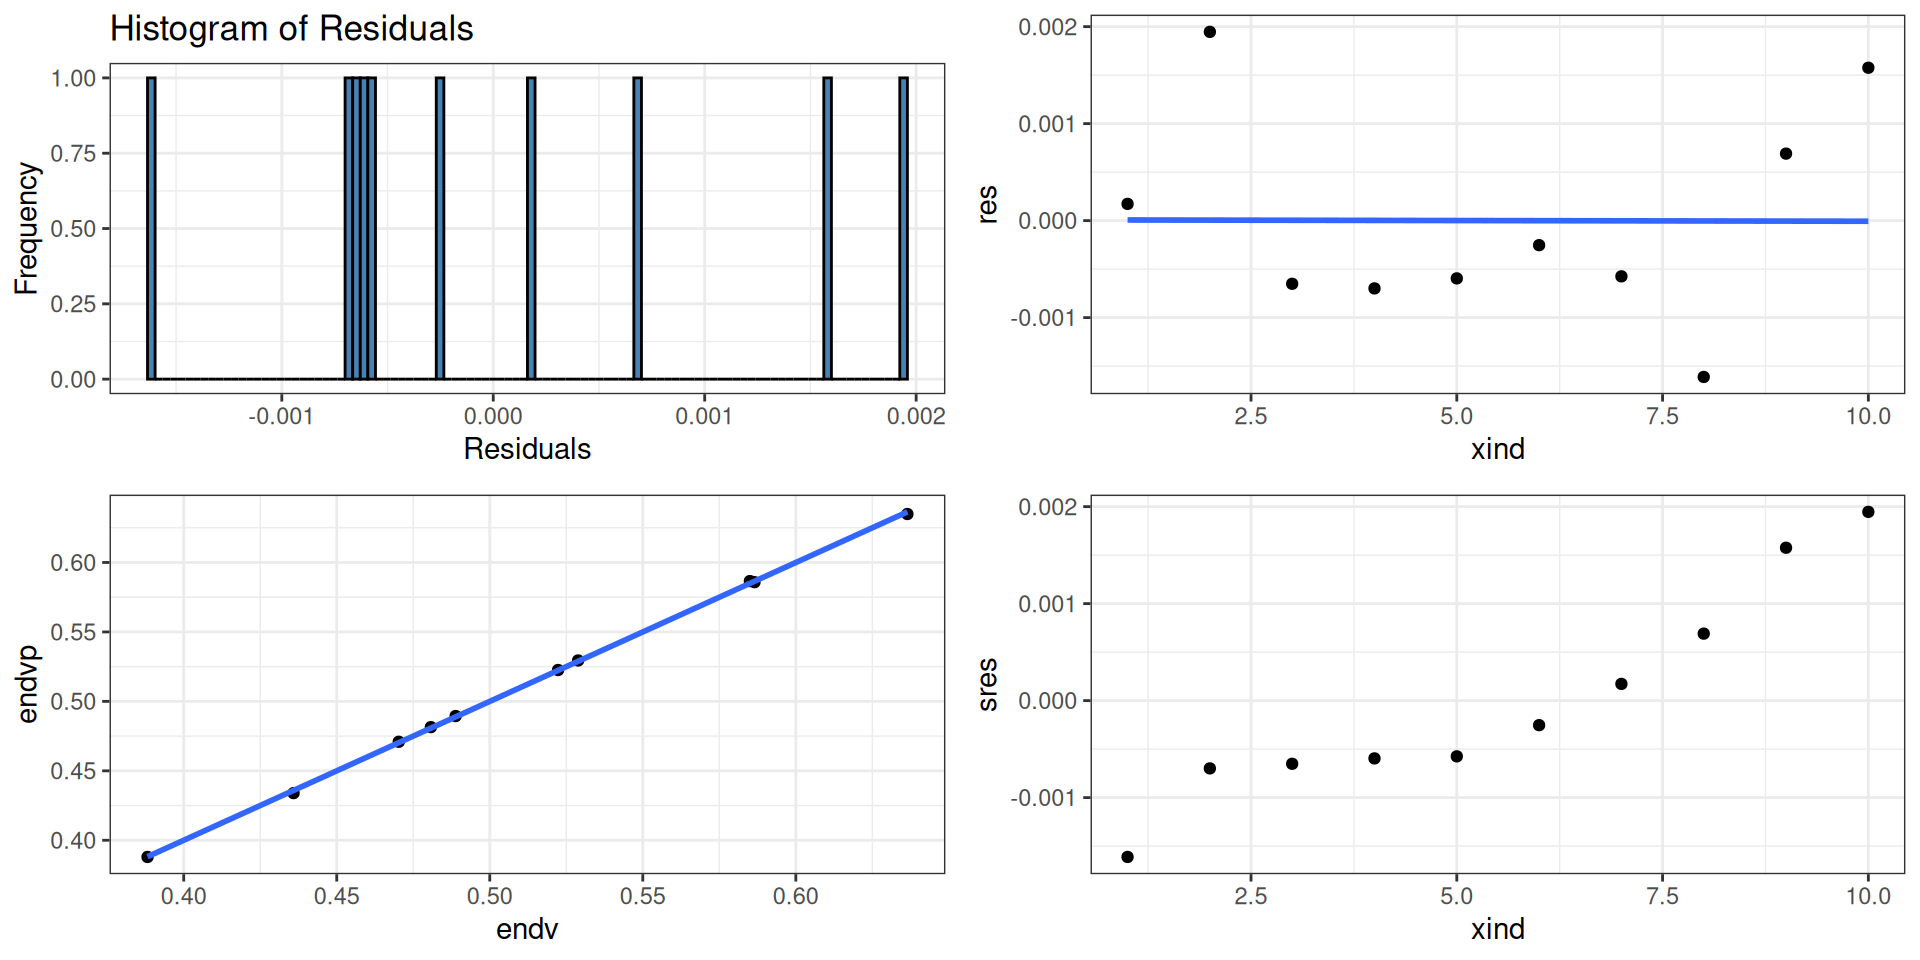 Histogram of Residuals
1.00
0.75
0.50
0.25
0.00
Frequency
-0.001 0.000 0.001 0.002
Residuals
0.002
0.001
0.000
-0.001
res
2.5 5.0 7.5 10.0
xind
0.60
0.55
0.50
0.45
0.40
endvp
0.40 0.45 0.50 0.55 0.60
endv
0.002
0.001
0.000
-0.001
sres
2.5 5.0 7.5 10.0
xind